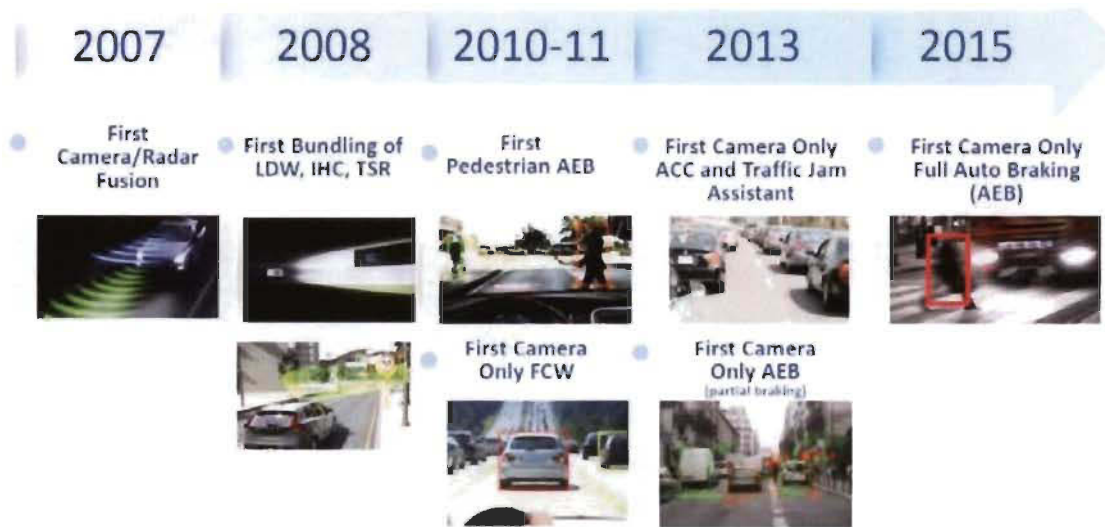 2007
2008
2010-11
2013
2015
First
Camera/Radar
Fusion
First Bundling of
LDW, IHC, TSR
First
Pedestrian AEB
First Camera Only
ACC and Traffic Jam
Assistant
First Camera Only
Full Auto Braking
(AEB)
First Camera
Only FCW
First Camera
Only AEB
(partial braking)